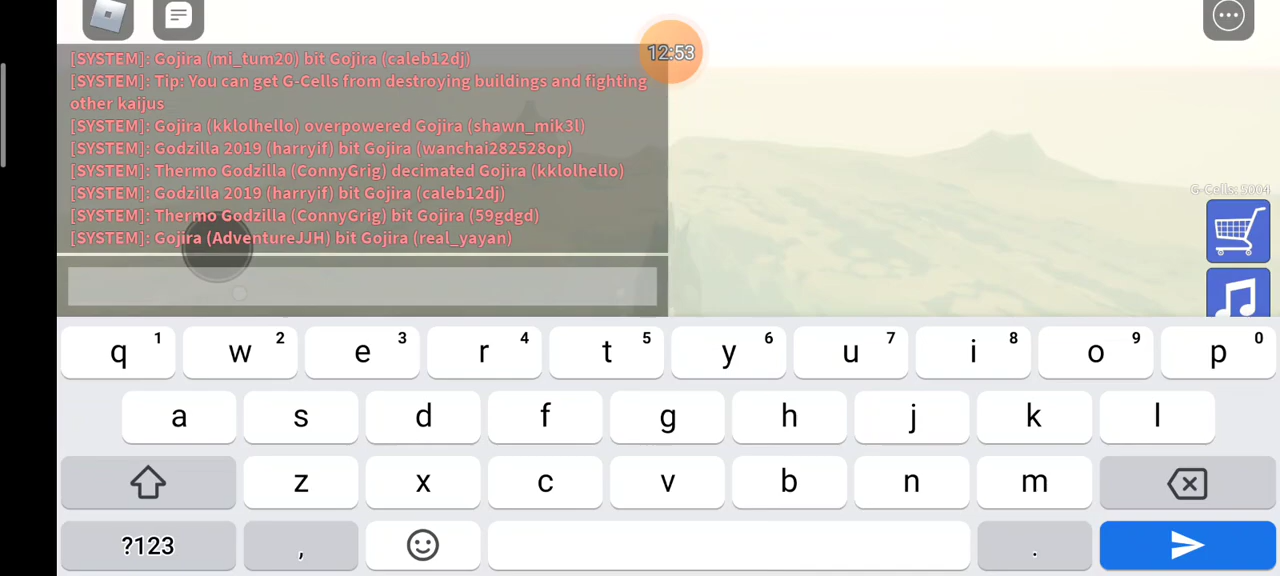 12:53
[SYSTEM]: Gojira (mi_tum20) bit Gojira (caleb12dj)
[SYSTEM]: Tip: You can get G-Cells from destroying buildings and fighting
other kaijus
[SYSTEM]: Gojira (kklolhello) overpowered Gojira (shawn_mik3l)
[SYSTEM]: Godzilla 2019 (harryif) bit Gojira (wanchai282528op)
[SYSTEM]: Thermo Godzilla (ConnyGrig) decimated Gojira (kklolhello)
[SYSTEM]: Godzilla 2019 (harryif) bit Gojira (caleb12dj)
[SYSTEM]: Thermo Godzilla (ConnyGrig) bit Gojira (59gdgd)
[SYSTEM]: Gojira (AdventureJJH) bit Gojira (real_yayan)
G-Cells: 5004
q 1 w 2 e 3 r 4 t 5 y 6 u 7 i 8 o 9 p 0
a s d f g h j k l
z x c v b n m
?123 , .